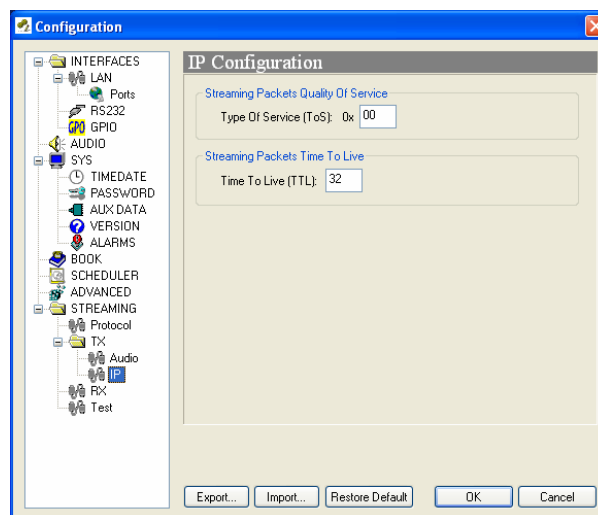 Configuration
INTERFACES
LAN
Ports
RS232
GPO GPIO
AUDIO
SYS
TIMEDATE
PASSWORD
AUX DATA
VERSION
ALARMS
BOOK
SCHEDULER
ADVANCED
STREAMING
Protocol
TX
Audio
IP
RX
Test
IP Configuration
Streaming Packets Quality Of Service
Type Of Service (ToS): 0x 00
Streaming Packets Time To Live
Time To Live (TTL): 32
Export... Import... Restore Default OK Cancel